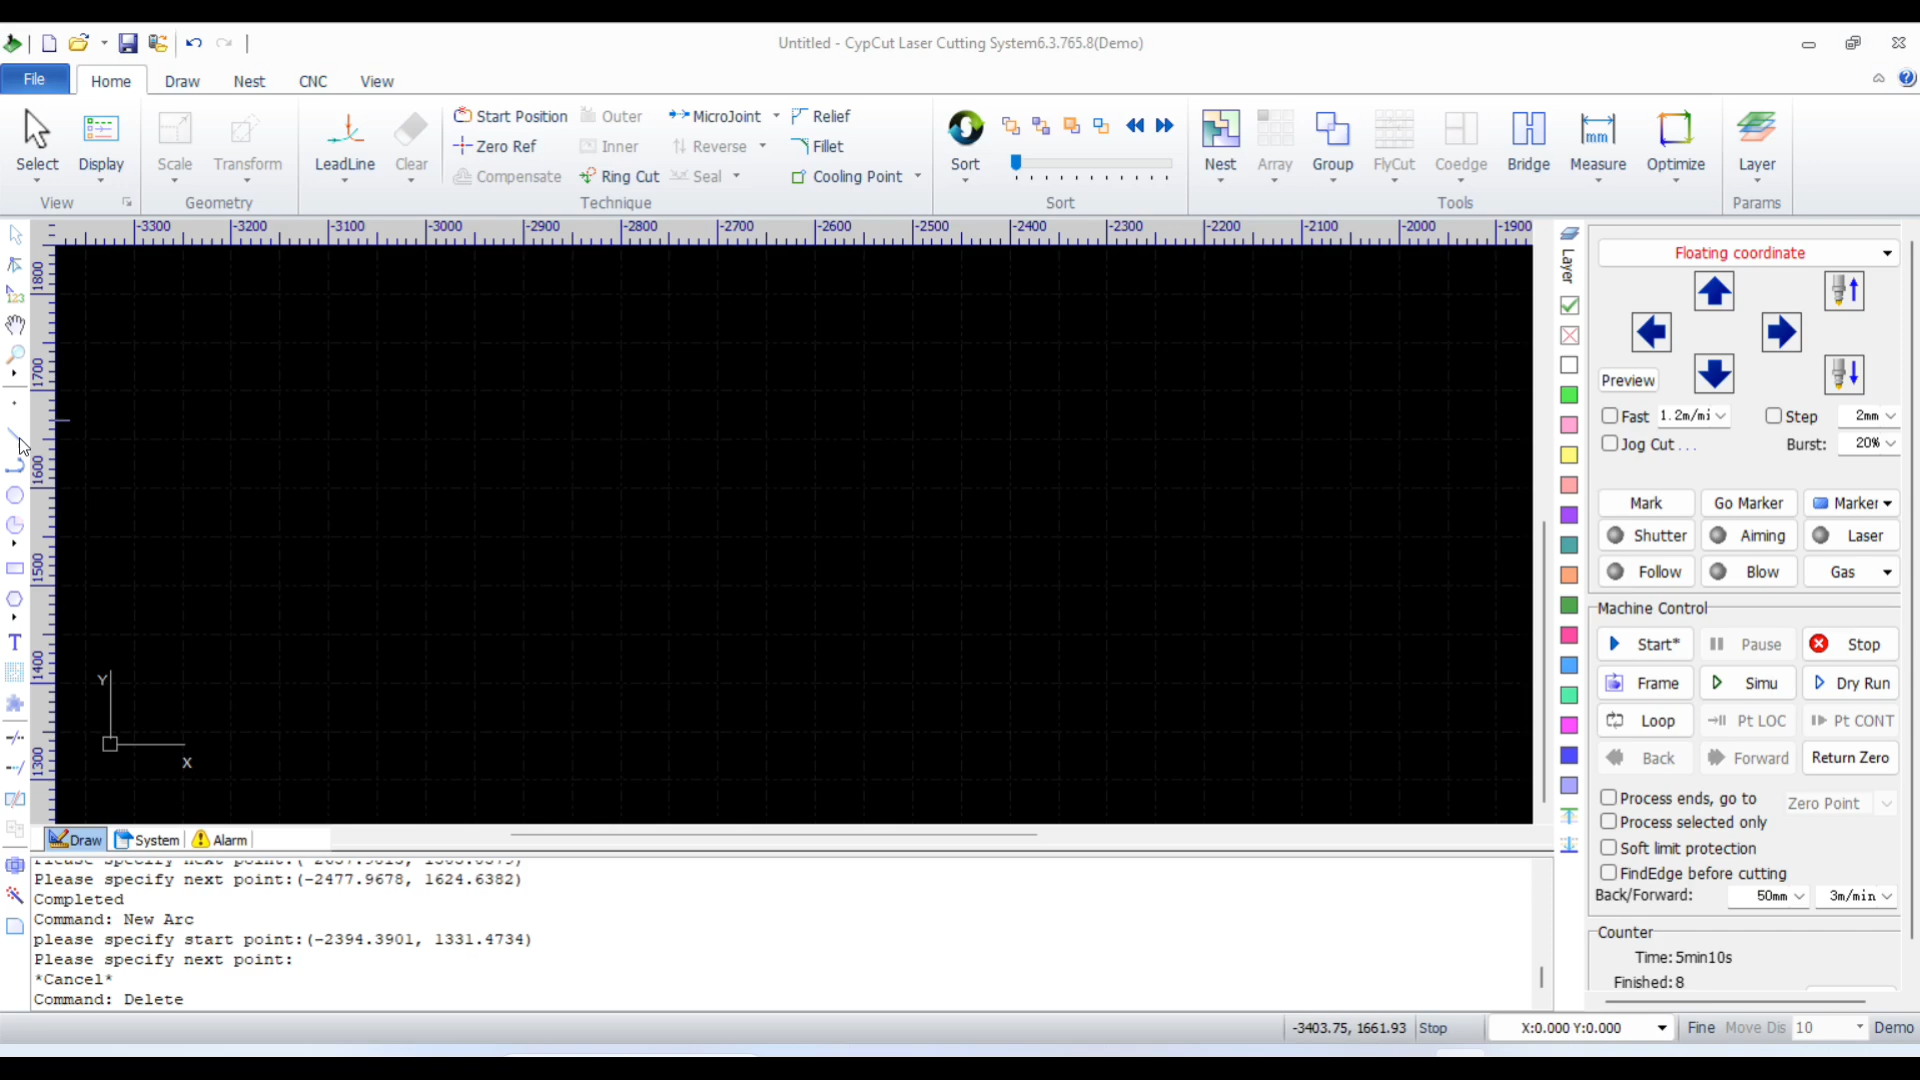 Untitled - CypCut Laser Cutting System6.3.765.8(Demo)
File Home Draw Nest CNC View
Start Position Outer MicroJoint Relief
Zero Ref Inner Reverse Fillet
Compensate Ring Cut Seal Cooling Point
Select Display Scale Transform LeadLine Clear Sort Nest Array Group FlyCut Coedge Bridge Measure Optimize Layer
mm
View Geometry Technique Sort Tools Params
-3300 -3200 -3100 -3000 -2900 -2800 -2700 -2600 -2500 -2400 -2300 -2200 -2100 -2000 -1900
1800
1700
1600
1500
1400
1300
123
T
Y
X
Layer
Floating coordinate
Preview
Fast 1.2m/mi Step 2mm
Jog Cut ... Burst: 20%
Mark Go Marker Marker
Shutter Aiming Laser
Follow Blow Gas
Machine Control
Start* Pause Stop
Frame Simu Dry Run
Loop Pt LOC Pt CONT
Back Forward Return Zero
Process ends, go to Zero Point
Process selected only
Soft limit protection
FindEdge before cutting
Back/Forward: 50mm 3m/min
Counter
Time:5min10s
Finished:8
Draw System Alarm
Please specify next point:(-2477.9678, 1624.6382)
Completed
Command: New Arc
please specify start point:(-2394.3901, 1331.4734)
Please specify next point:
*Cancel*
Command: Delete
-3403.75, 1661.93 Stop X:0.000 Y:0.000 Fine Move Dis 10 Demo